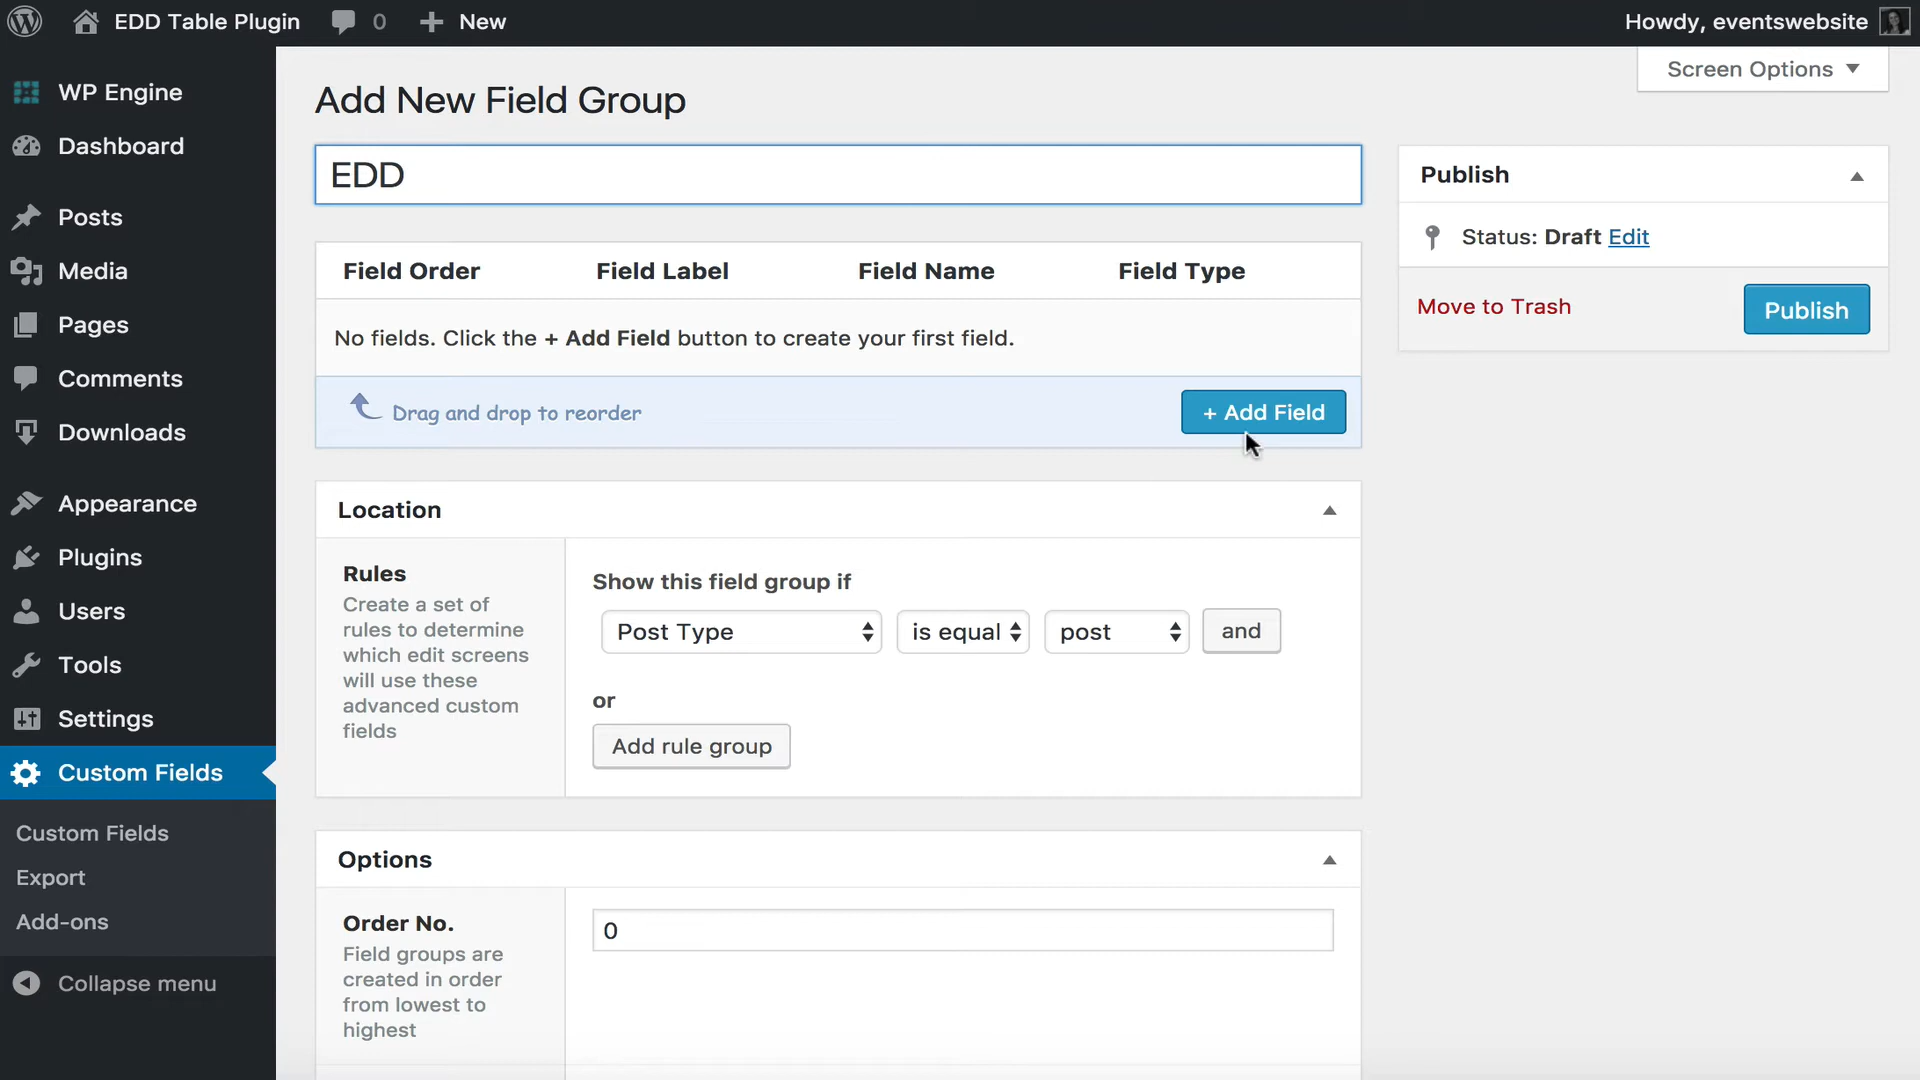 EDD Table Plugin
0
New
Howdy, eventswebsite
WP Engine
Dashboard
Posts
Media
Pages
Comments
Downloads
Appearance
Plugins
Users
Tools
Settings
Custom Fields
Custom Fields
Export
Add-ons
Collapse menu
Screen Options
Add New Field Group
EDD
Field Order Field Label Field Name Field Type
No fields. Click the + Add Field button to create your first field.
Drag and drop to reorder
+ Add Field
Location
Rules
Create a set of
rules to determine
which edit screens
will use these
advanced custom
fields
Show this field group if
Post Type is equal post and
or
Add rule group
Options
Order No.
Field groups are
created in order
from lowest to
highest
0
Publish
Status: Draft Edit
Move to Trash
Publish